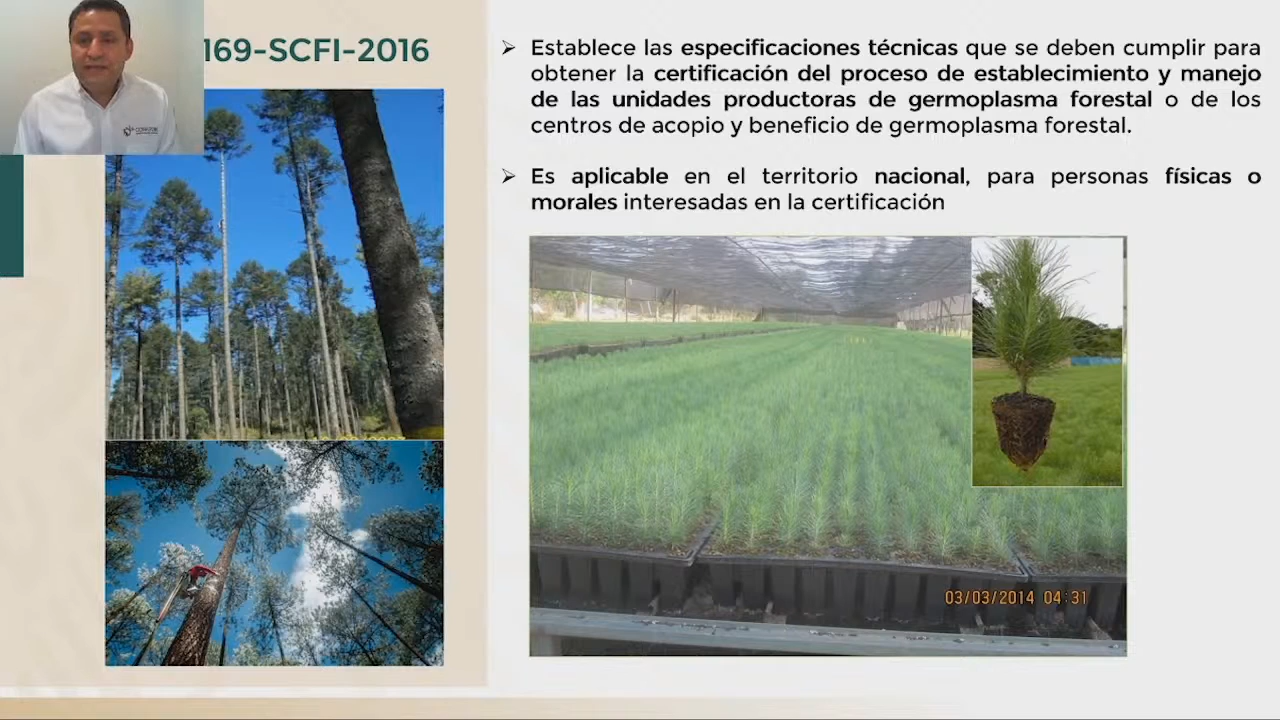 169-SCFI-2016
➢ Establece las especificaciones técnicas que se deben cumplir para
obtener la certificación del proceso de establecimiento y manejo
de las unidades productoras de germoplasma forestal o de los
centros de acopio y beneficio de germoplasma forestal.
➢ Es aplicable en el territorio nacional, para personas físicas o
morales interesadas en la certificación
03/03/2014 04:31